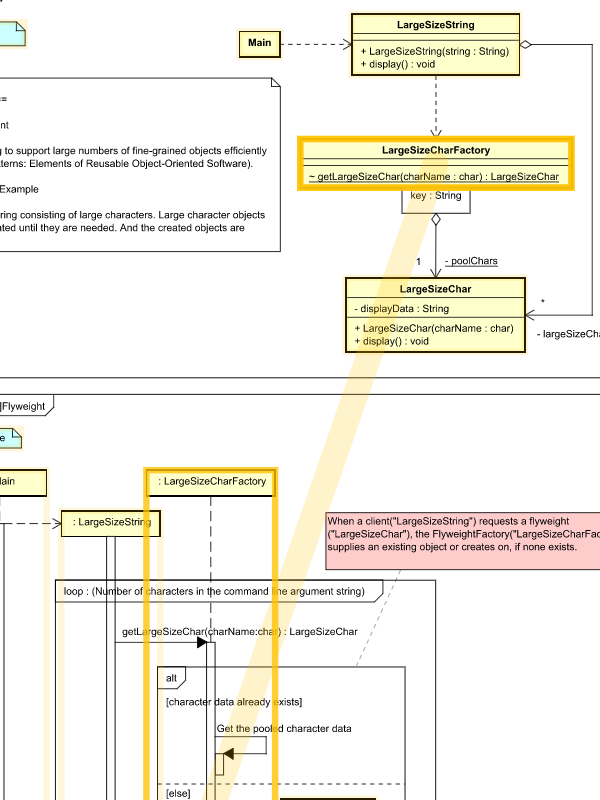 LargeSizeString
Main
+ LargeSizeString(string : String)
+ display() : void
==
nt
g to support large numbers of fine-grained objects efficiently
tterns: Elements of Reusable Object-Oriented Software).
Example
ring consisting of large characters. Large character objects
ated until they are needed. And the created objects are
LargeSizeCharFactory
~ getLargeSizeChar(charName : char) : LargeSizeChar
key : String
1
- poolChars
LargeSizeChar
- displayData : String
+ LargeSizeChar(charName : char)
+ display() : void
*
- largeSizeCha
]Flyweight
e
Main
: LargeSizeCharFactory
: LargeSizeString
When a client("LargeSizeString") requests a flyweight
("LargeSizeChar"), the FlyweightFactory("LargeSizeCharFac
supplies an existing object or creates on, if none exists.
loop : (Number of characters in the command line argument string)
getLargeSizeChar(charName:char) : LargeSizeChar
alt
[character data already exists]
Get the pooled character data
[else]